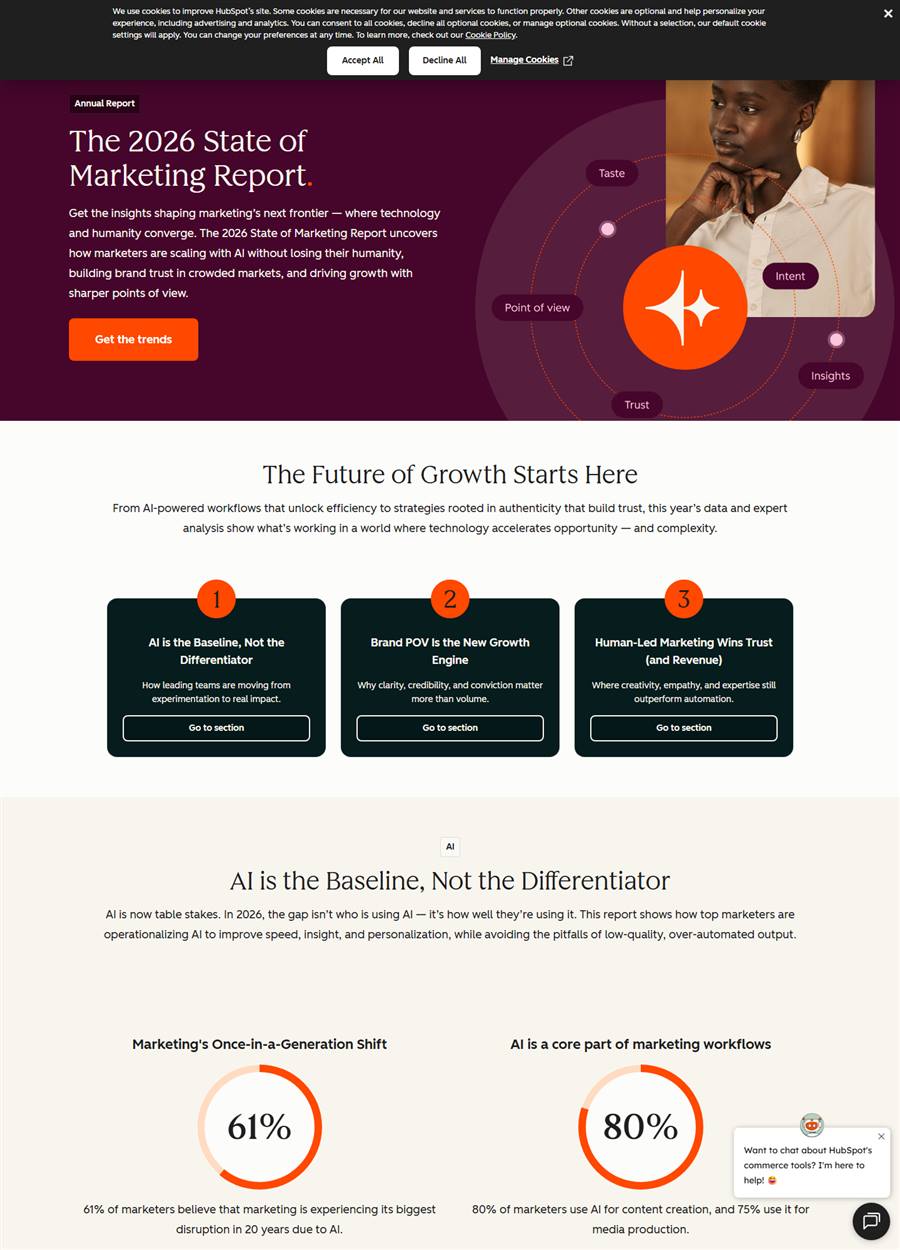 We use cookies to improve HubSpot's site. Some cookies are necessary for our website and services to function properly. Other cookies are optional and help personalize your
experience, including advertising and analytics. You can consent to all cookies, decline all optional cookies, or manage optional cookies. Without a selection, our default cookie
settings will apply. You can change your preferences at any time. To learn more, check out our Cookie Policy.
Accept All
Decline All
Manage Cookies
Annual Report
The 2026 State of
Marketing Report.
Get the insights shaping marketing's next frontier — where technology
and humanity converge. The 2026 State of Marketing Report uncovers
how marketers are scaling with AI without losing their humanity,
building brand trust in crowded markets, and driving growth with
sharper points of view.
Get the trends
Taste
Intent
Point of view
Insights
Trust
The Future of Growth Starts Here
From AI-powered workflows that unlock efficiency to strategies rooted in authenticity that build trust, this year's data and expert
analysis show what's working in a world where technology accelerates opportunity — and complexity.
1
AI is the Baseline, Not the
Differentiator
How leading teams are moving from
experimentation to real impact.
Go to section
2
Brand POV Is the New Growth
Engine
Why clarity, credibility, and conviction matter
more than volume.
Go to section
3
Human-Led Marketing Wins Trust
(and Revenue)
Where creativity, empathy, and expertise still
outperform automation.
Go to section
AI
AI is the Baseline, Not the Differentiator
AI is now table stakes. In 2026, the gap isn't who is using AI — it's how well they're using it. This report shows how top marketers are
operationalizing AI to improve speed, insight, and personalization, while avoiding the pitfalls of low-quality, over-automated output.
Marketing's Once-in-a-Generation Shift
61%
61% of marketers believe that marketing is experiencing its biggest
disruption in 20 years due to AI.
AI is a core part of marketing workflows
80%
80% of marketers use AI for content creation, and 75% use it for
media production.
Want to chat about HubSpot's
commerce tools? I'm here to
help! 😄